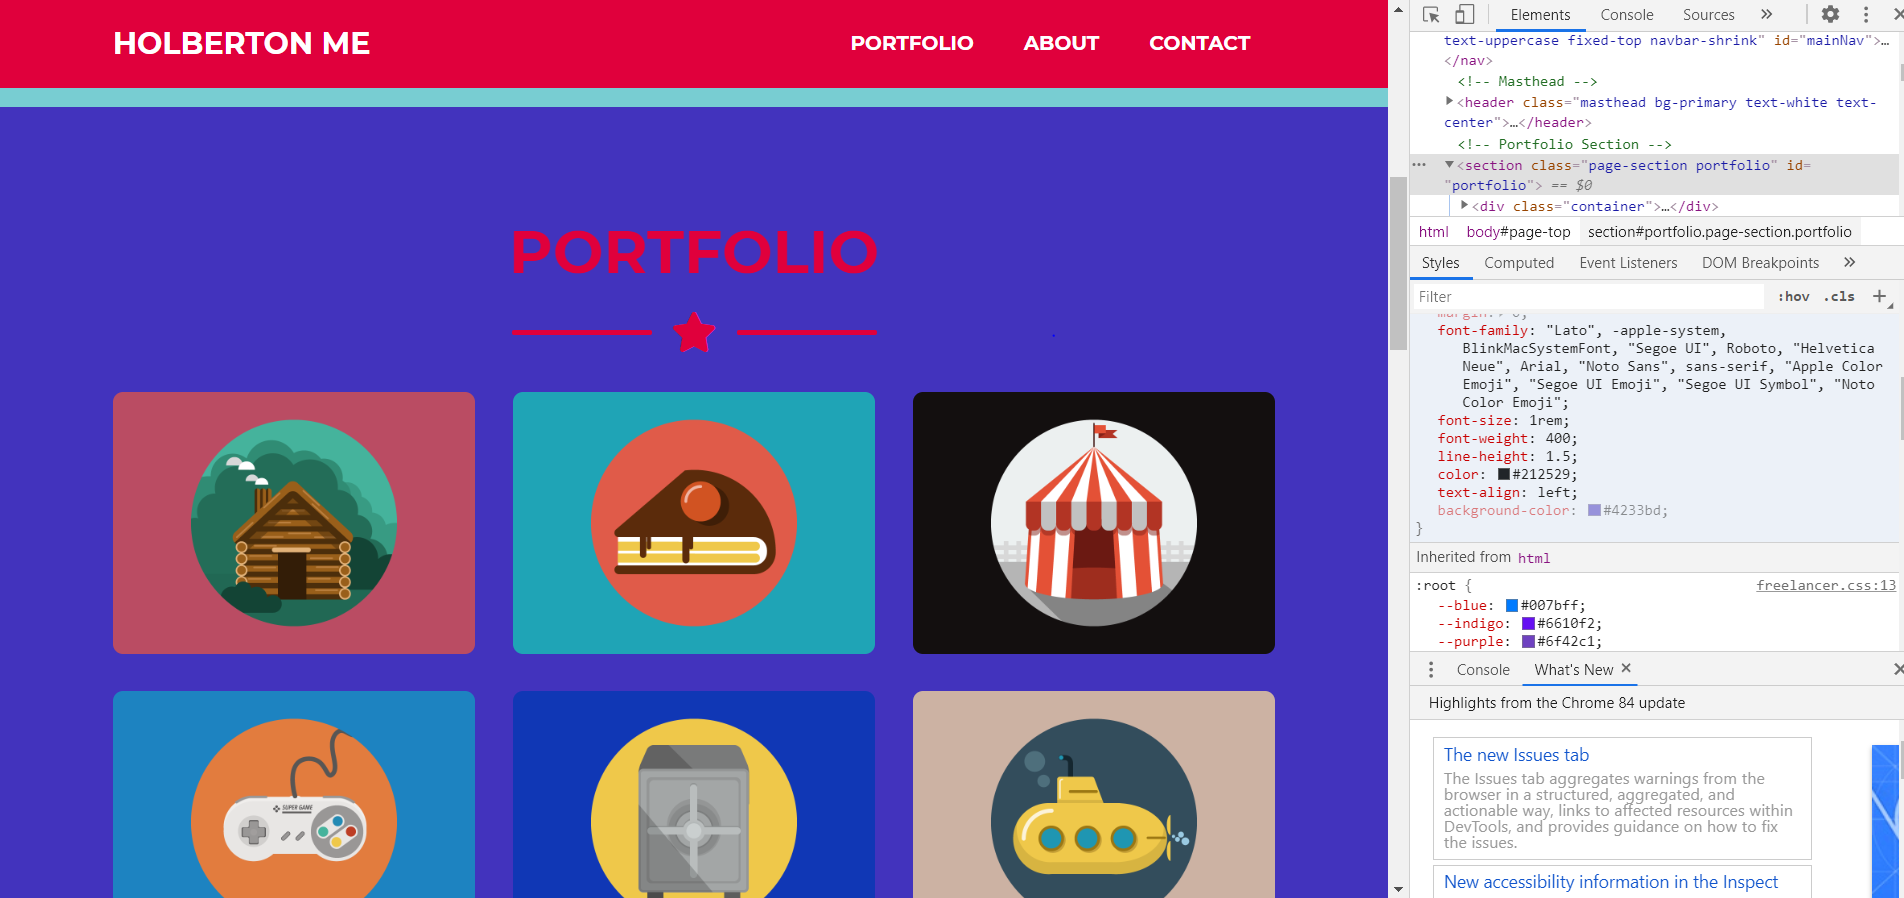 HOLBERTON ME
PORTFOLIO ABOUT CONTACT
PORTFOLIO
SUPER GAME
Elements Console Sources
text-uppercase fixed-top navbar-shrink" id="mainNav">…
</nav>
<!-- Masthead -->
<header class="masthead bg-primary text-white text-
center">…</header>
<!-- Portfolio Section -->
<section class="page-section portfolio" id=
"portfolio"> == $0
<div class="container">…</div>
html body#page-top section#portfolio.page-section.portfolio
Styles Computed Event Listeners DOM Breakpoints
Filter :hov .cls +
margin: 0;
font-family: "Lato", -apple-system,
BlinkMacSystemFont, "Segoe UI", Roboto, "Helvetica
Neue", Arial, "Noto Sans", sans-serif, "Apple Color
Emoji", "Segoe UI Emoji", "Segoe UI Symbol", "Noto
Color Emoji";
font-size: 1rem;
font-weight: 400;
line-height: 1.5;
color: #212529;
text-align: left;
background-color: #4233bd;
}
Inherited from html
:root { freelancer.css:13
--blue: #007bff;
--indigo: #6610f2;
--purple: #6f42c1;
Console What's New
Highlights from the Chrome 84 update
The new Issues tab
The Issues tab aggregates warnings from the
browser in a structured, aggregated, and
actionable way, links to affected resources within
DevTools, and provides guidance on how to fix
the issues.
New accessibility information in the Inspect